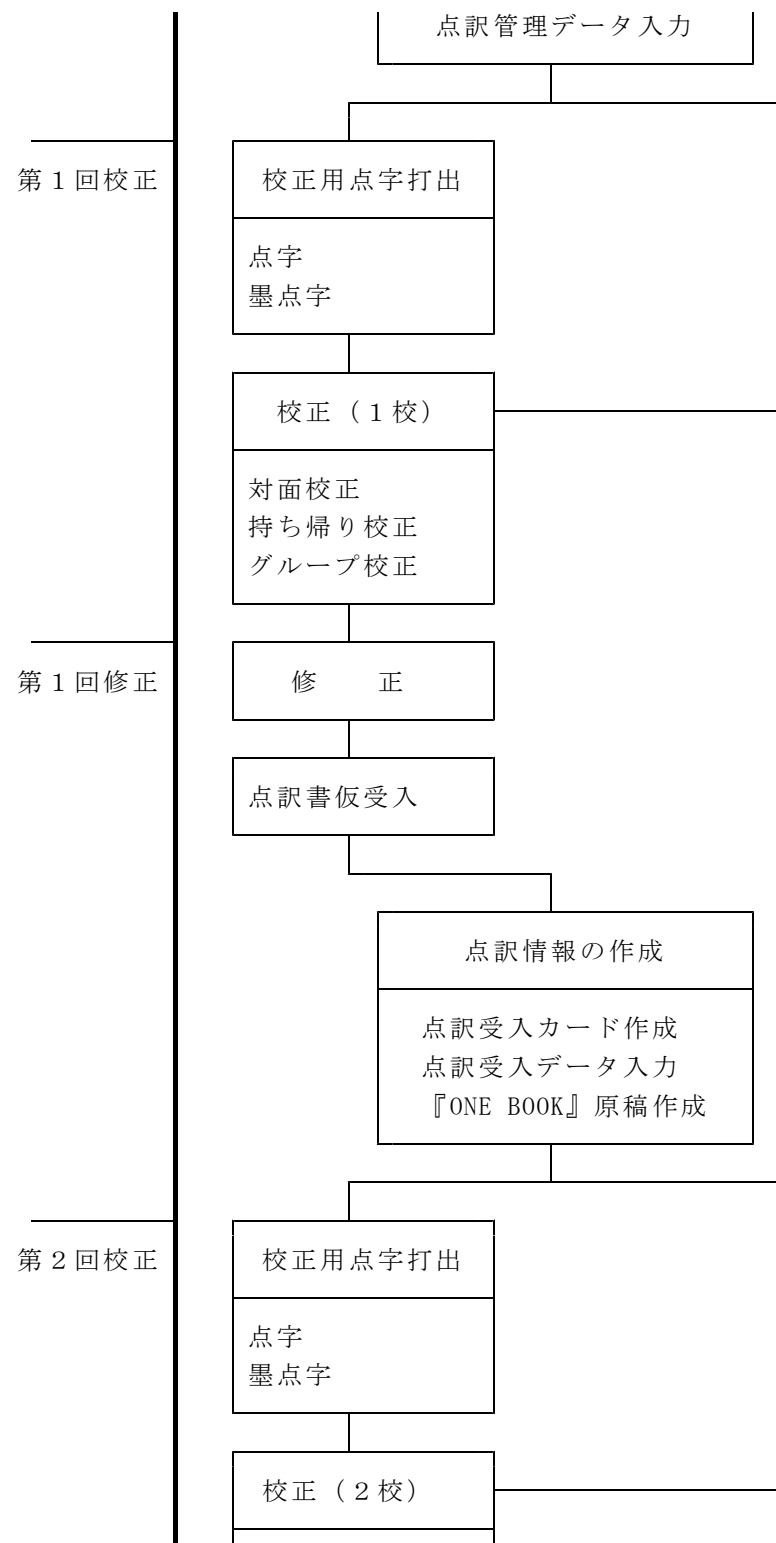 点訳管理データ入力
第１回校正
校正用点字打出
点字
墨点字
校正（１校）
対面校正
持ち帰り校正
グループ校正
第１回修正
修　　正
点訳書仮受入
点訳情報の作成
点訳受入カード作成
点訳受入データ入力
『ONE BOOK』原稿作成
第２回校正
校正用点字打出
点字
墨点字
校正（２校）